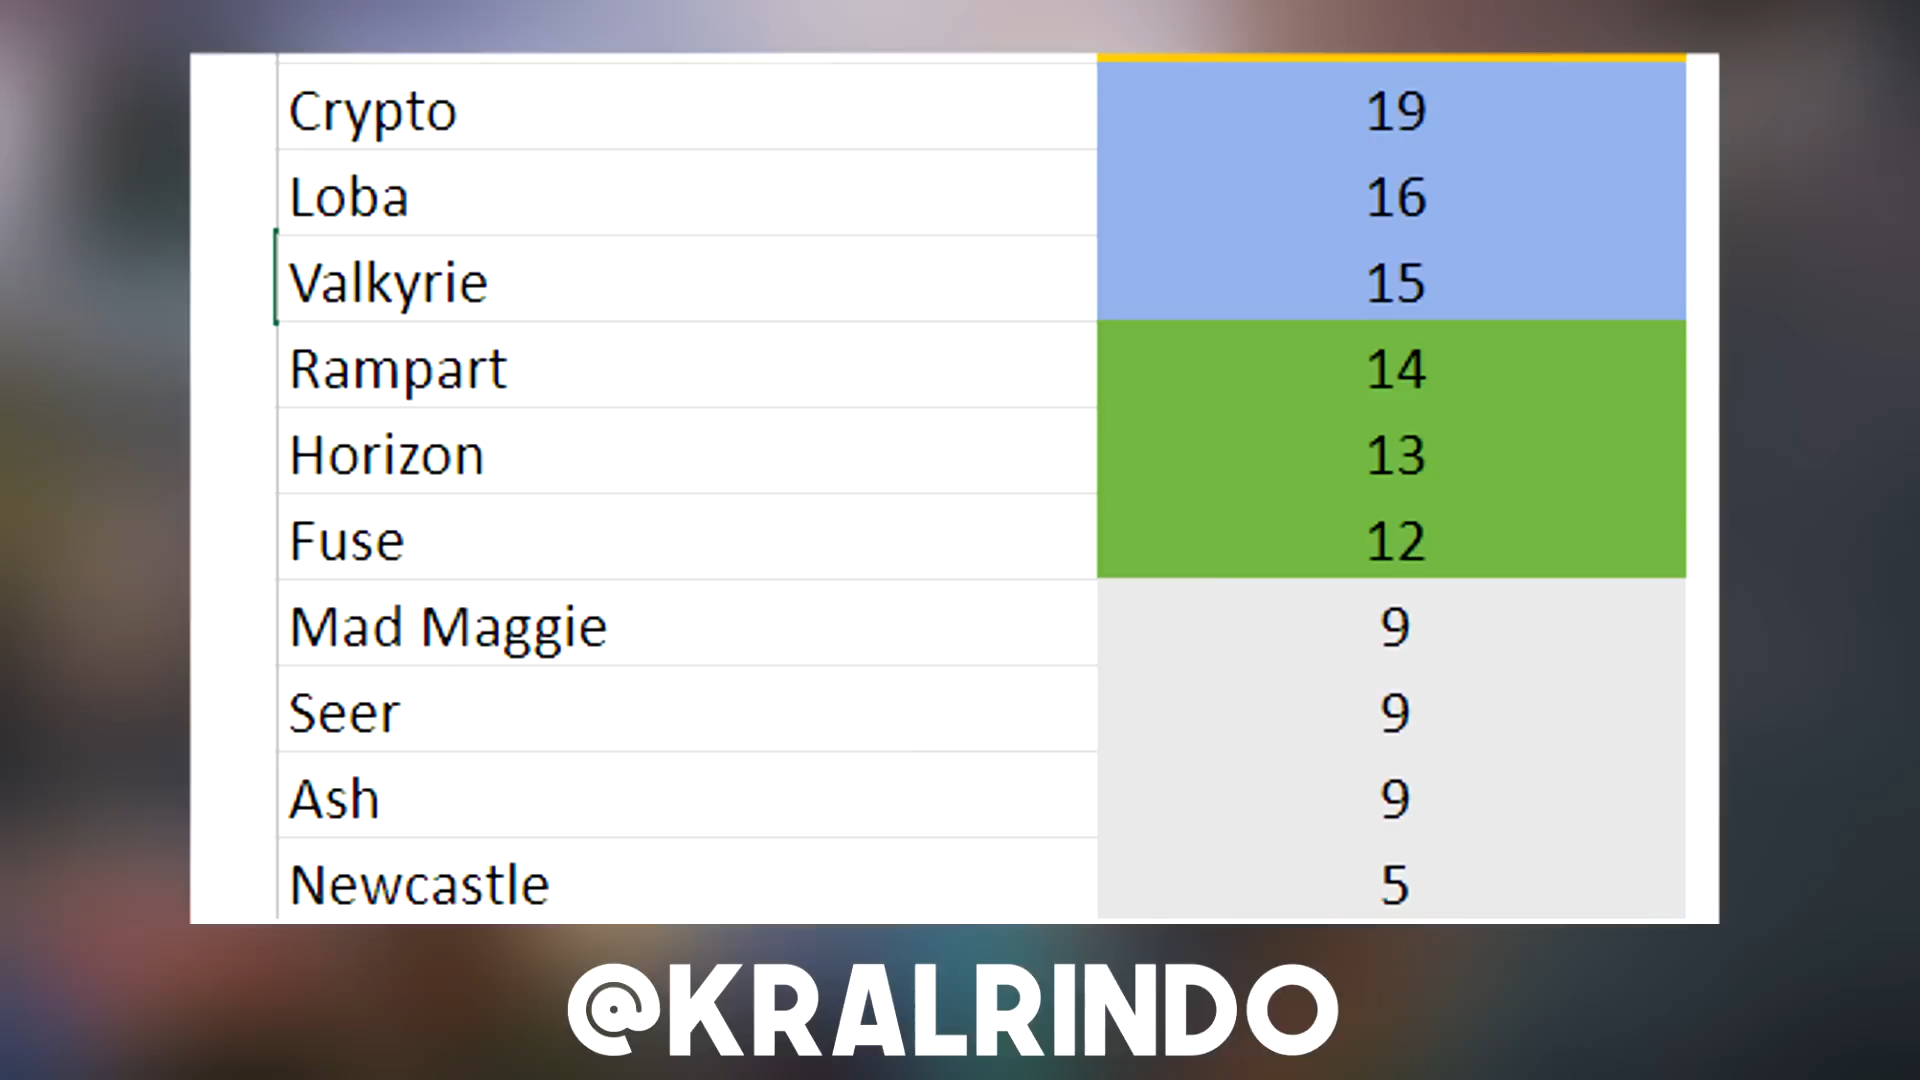 Crypto 19
Loba 16
Valkyrie 15
Rampart 14
Horizon 13
Fuse 12
Mad Maggie 9
Seer 9
Ash 9
Newcastle 5
@KRALRINDO